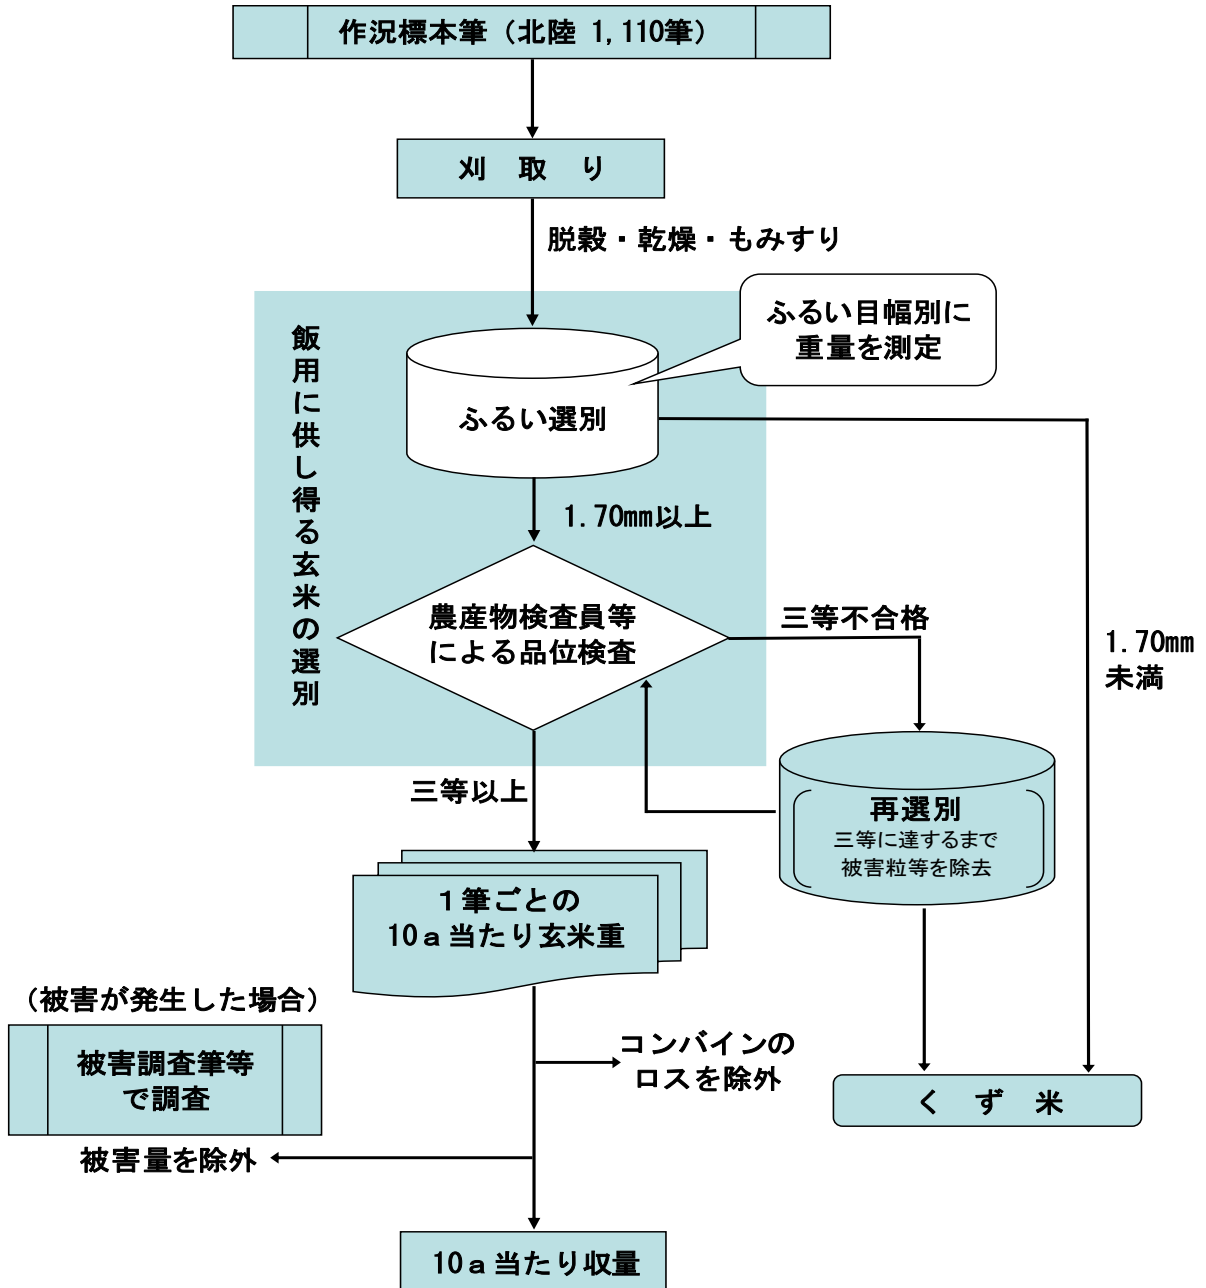 作況標本筆（北陸 1,110筆）
刈 取 り
脱穀・乾燥・もみすり
ふるい目幅別に
重量を測定
飯用に供し得る玄米の選別
ふるい選別
1.70mm以上
農産物検査員等
による品位検査
三等不合格
1.70mm
未満
三等以上
再選別
三等に達するまで
被害粒等を除去
１筆ごとの
10ａ当たり玄米重
（被害が発生した場合）
被害調査筆等
で調査
コンバインの
ロスを除外
く ず 米
被害量を除外
10ａ当たり収量